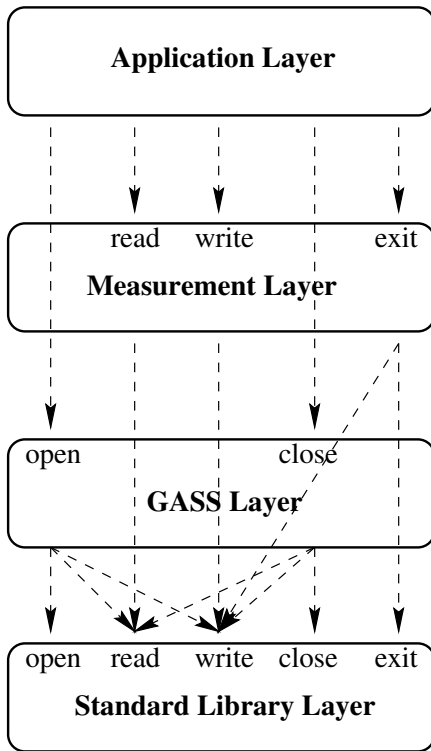 Application Layer
read write exit
Measurement Layer
open close
GASS Layer
open read write close exit
Standard Library Layer